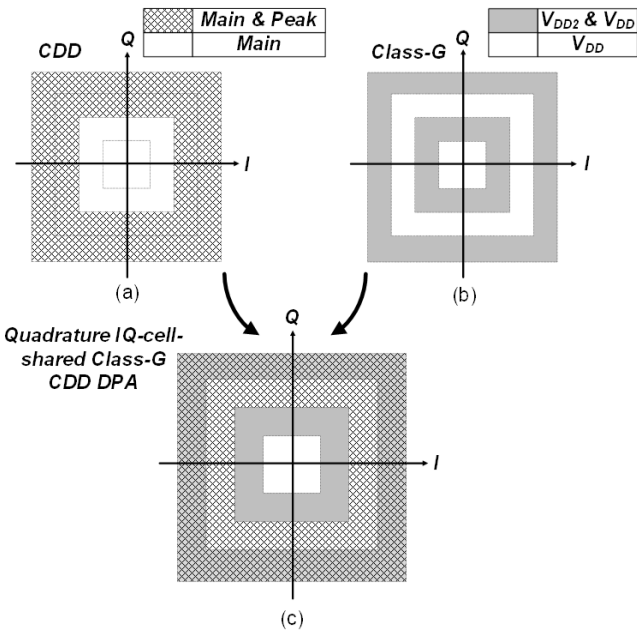 CDD
Q
Main & Peak
Main
I
(a)
Class-G
Q
V_DD2 & V_DD
V_DD
I
(b)
Quadrature IQ-cell-
shared Class-G
CDD DPA
Q
I
(c)